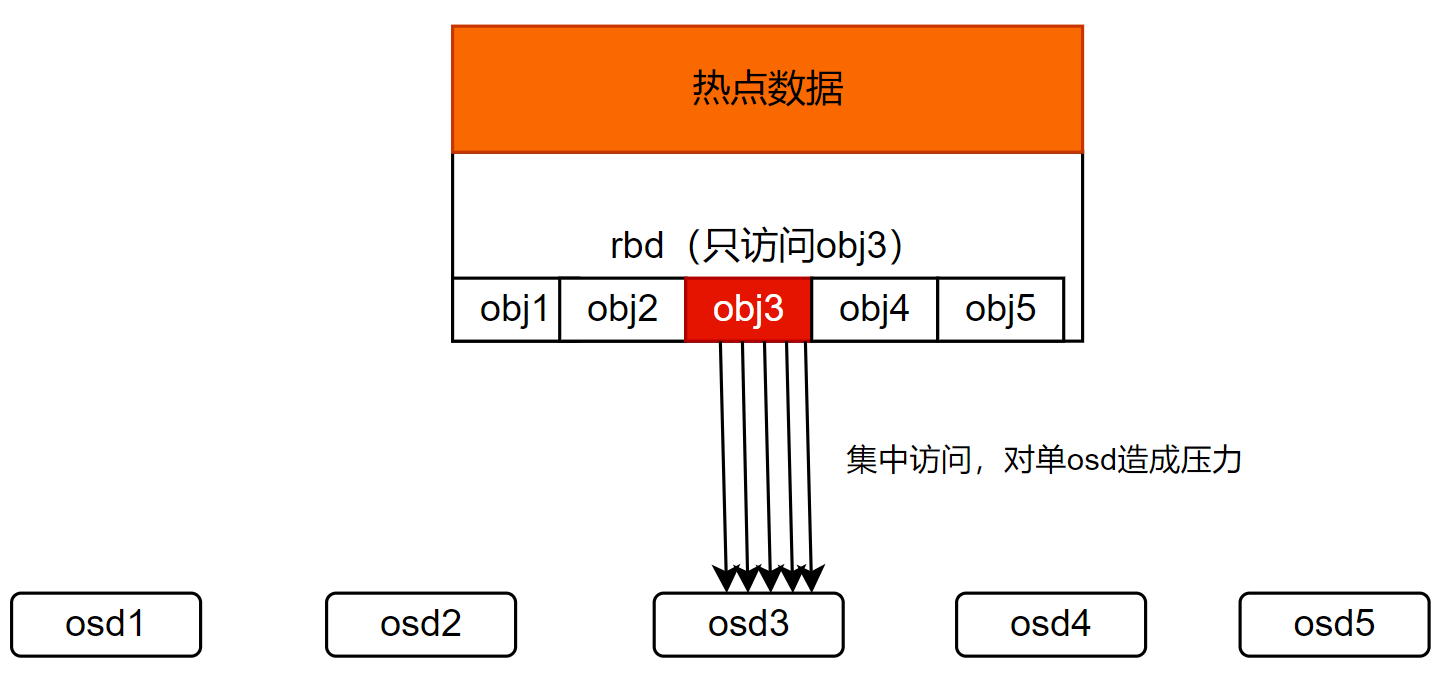 热点数据
rbd（只访问obj3）
obj1 obj2 obj3 obj4 obj5
集中访问，对单osd造成压力
osd1 osd2 osd3 osd4 osd5